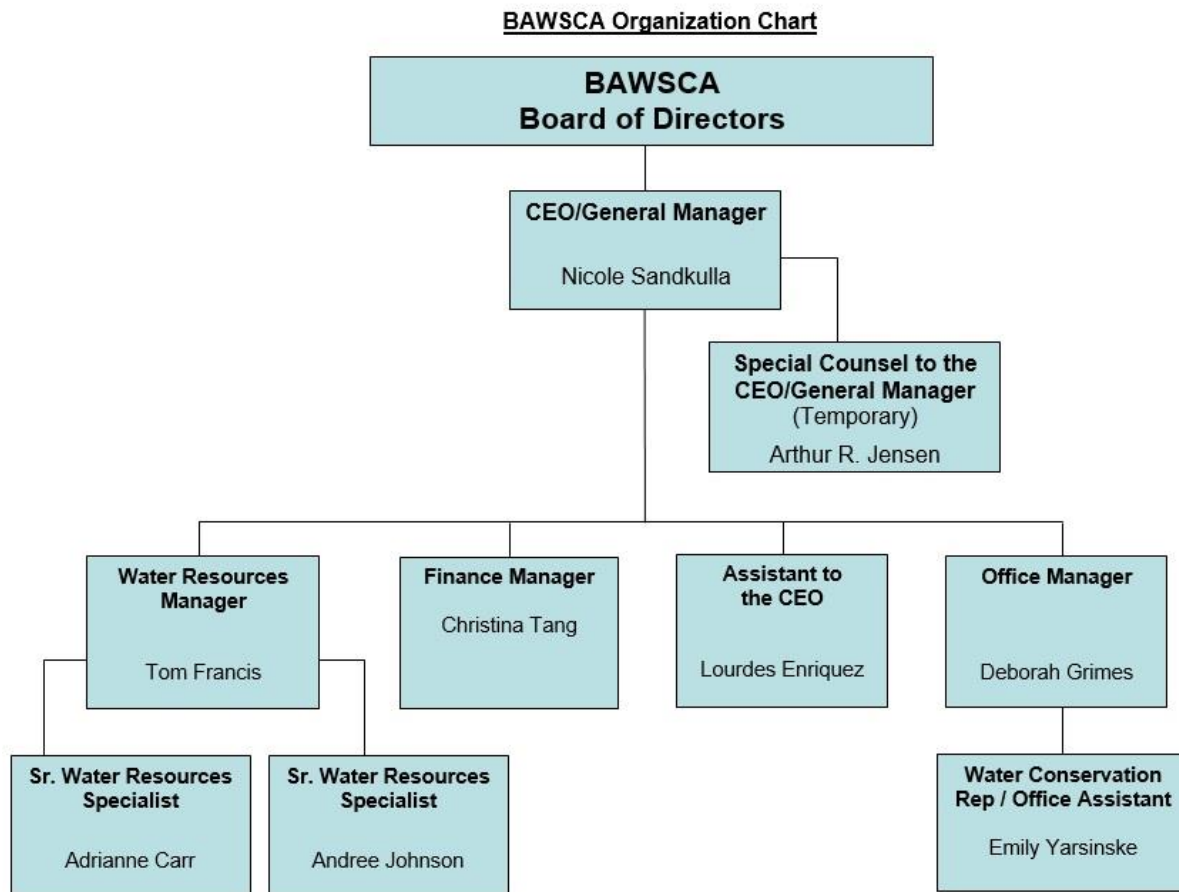 BAWSCA Organization Chart
BAWSCA
Board of Directors
CEO/General Manager
Nicole Sandkulla
Special Counsel to the
CEO/General Manager
(Temporary)
Arthur R. Jensen
Water Resources
Manager
Tom Francis
Finance Manager
Christina Tang
Assistant to
the CEO
Lourdes Enriquez
Office Manager
Deborah Grimes
Sr. Water Resources
Specialist
Adrianne Carr
Sr. Water Resources
Specialist
Andree Johnson
Water Conservation
Rep / Office Assistant
Emily Yarsinske